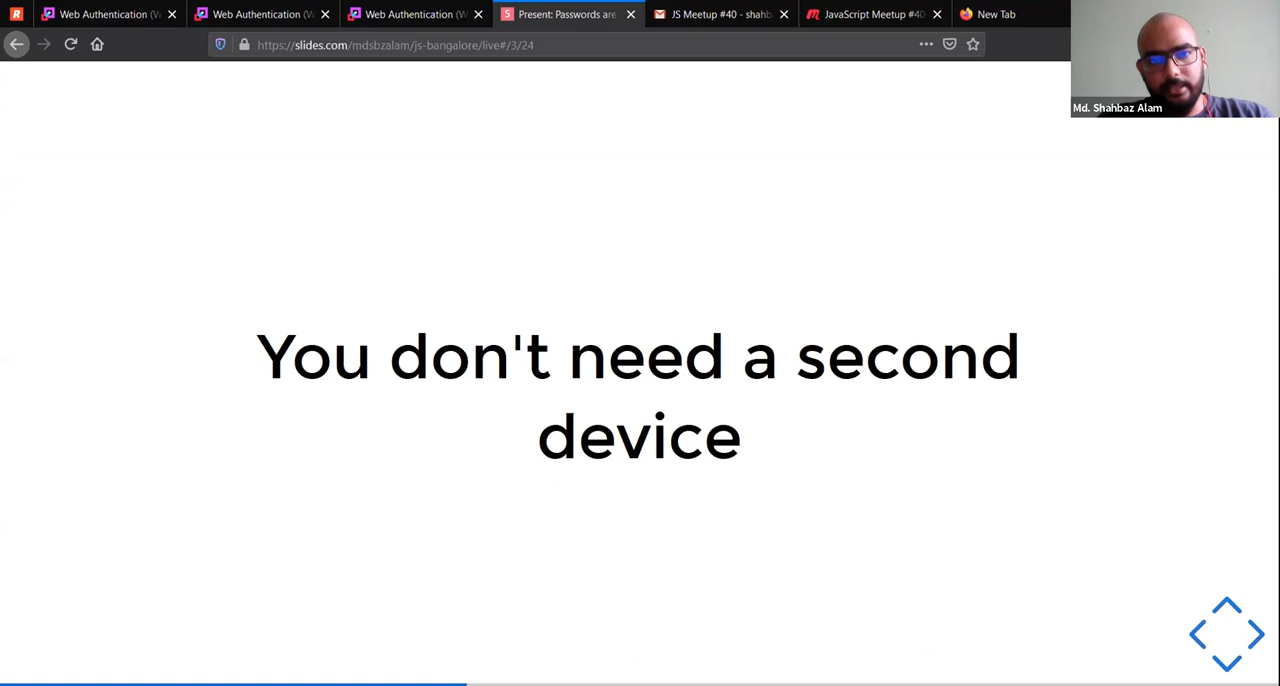 Web Authentication (W
Web Authentication (W
Web Authentication (W
Present: Passwords are
JS Meetup #40 - shahb
JavaScript Meetup #40
New Tab
https://slides.com/mdsbzalam/js-bangalore/live#/3/24
Md. Shahbaz Alam
You don't need a second
device